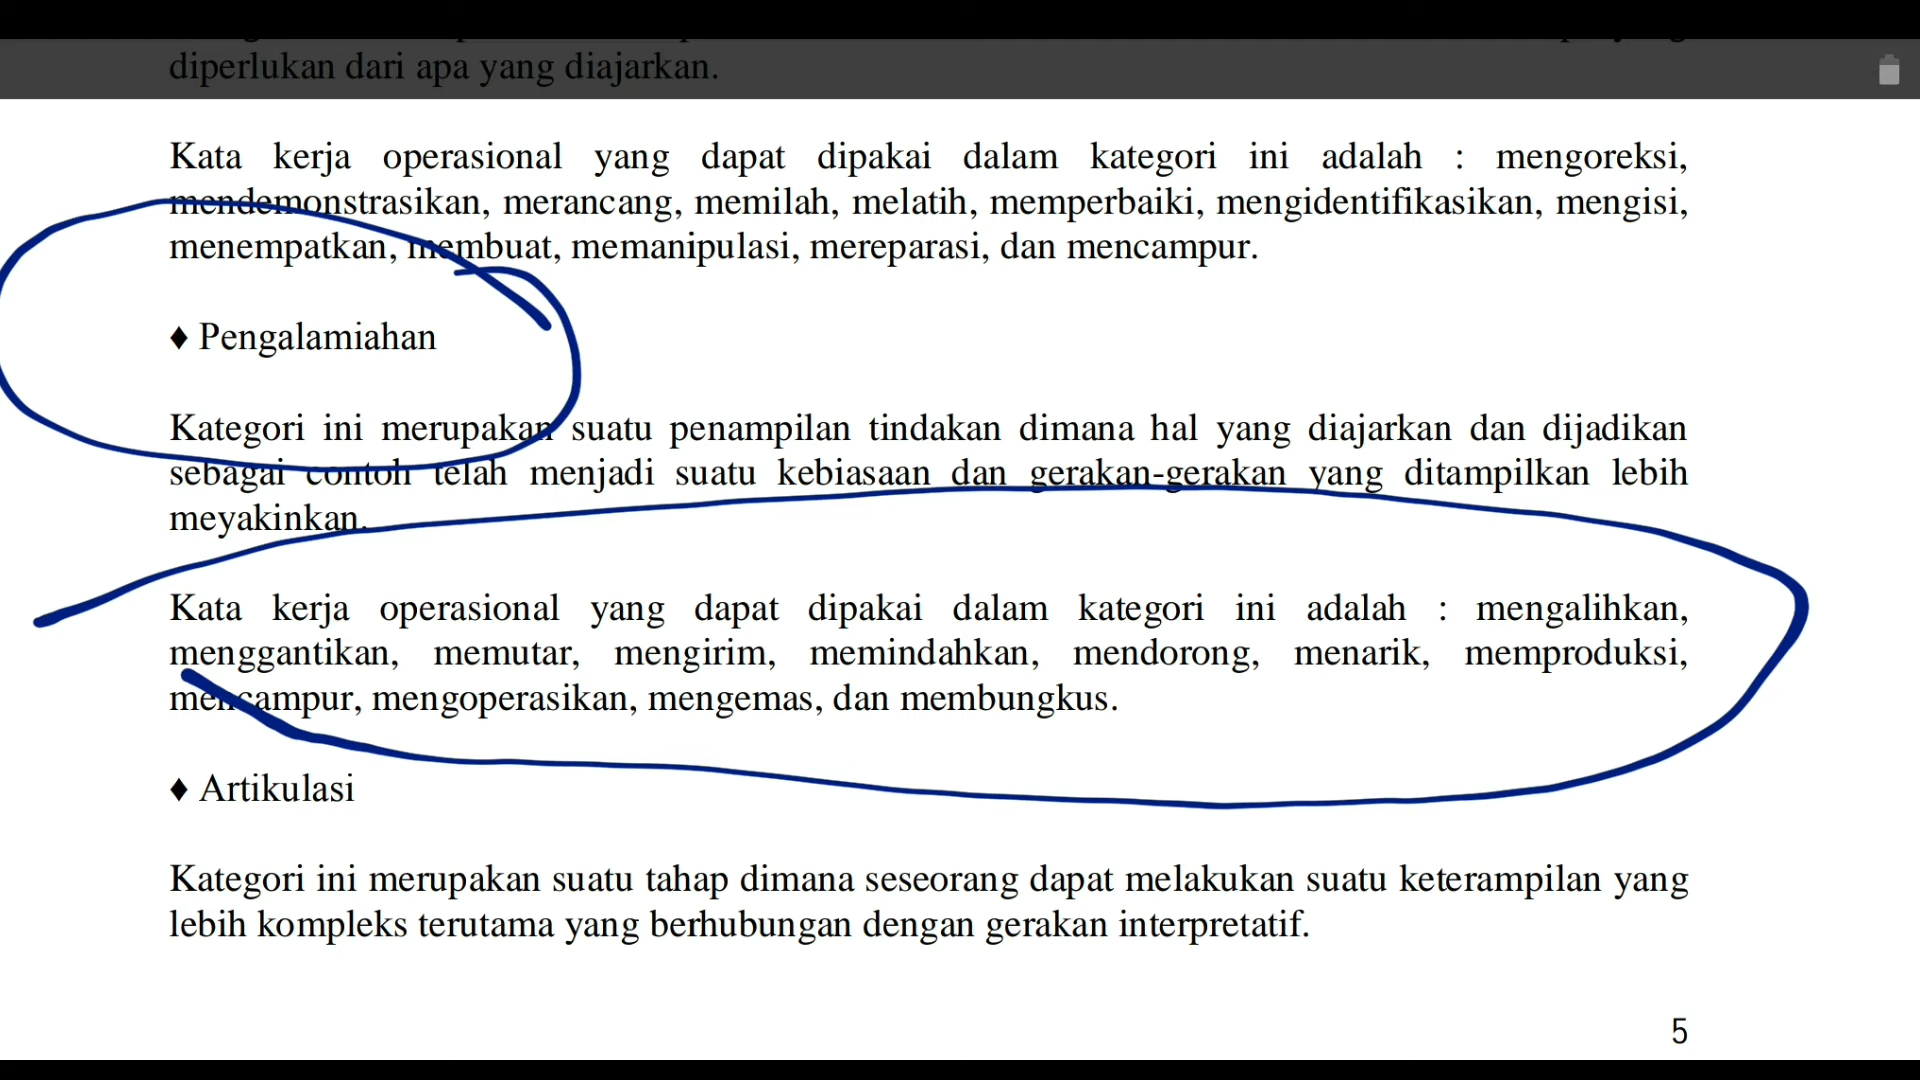 diperlukan dari apa yang diajarkan.
Kata kerja operasional yang dapat dipakai dalam kategori ini adalah : mengoreksi,
mendemonstrasikan, merancang, memilah, melatih, memperbaiki, mengidentifikasikan, mengisi,
menempatkan, membuat, memanipulasi, mereparasi, dan mencampur.
♦ Pengalamiahan
Kategori ini merupakan suatu penampilan tindakan dimana hal yang diajarkan dan dijadikan
sebagai contoh telah menjadi suatu kebiasaan dan gerakan-gerakan yang ditampilkan lebih
meyakinkan.
Kata kerja operasional yang dapat dipakai dalam kategori ini adalah : mengalihkan,
menggantikan, memutar, mengirim, memindahkan, mendorong, menarik, memproduksi,
mencampur, mengoperasikan, mengemas, dan membungkus.
♦ Artikulasi
Kategori ini merupakan suatu tahap dimana seseorang dapat melakukan suatu keterampilan yang
lebih kompleks terutama yang berhubungan dengan gerakan interpretatif.
5